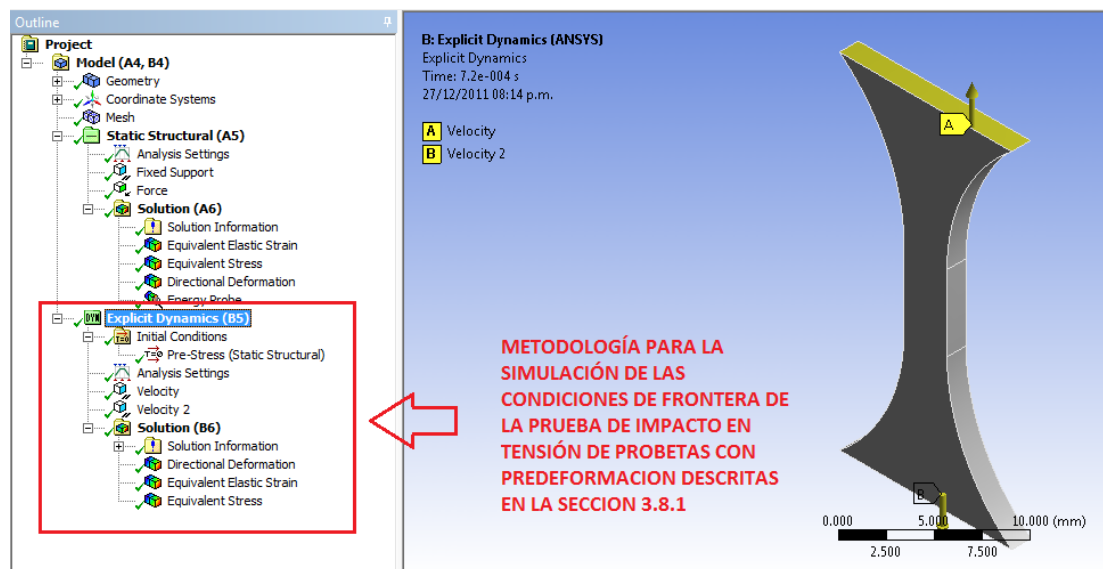 Outline
Project
Model (A4, B4)
Geometry
Coordinate Systems
Mesh
Static Structural (A5)
Analysis Settings
Fixed Support
Force
Solution (A6)
Solution Information
Equivalent Elastic Strain
Equivalent Stress
Directional Deformation
Energy Probe
Explicit Dynamics (B5)
Initial Conditions
Pre-Stress (Static Structural)
Analysis Settings
Velocity
Velocity 2
Solution (B6)
Solution Information
Directional Deformation
Equivalent Elastic Strain
Equivalent Stress
B: Explicit Dynamics (ANSYS)
Explicit Dynamics
Time: 7.2e-004 s
27/12/2011 08:14 p.m.
A Velocity
B Velocity 2
METODOLOGÍA PARA LA
SIMULACIÓN DE LAS
CONDICIONES DE FRONTERA DE
LA PRUEBA DE IMPACTO EN
TENSIÓN DE PROBETAS CON
PREDEFORMACION DESCRITAS
EN LA SECCION 3.8.1
A
B
0.000 5.000 10.000 (mm)
2.500 7.500